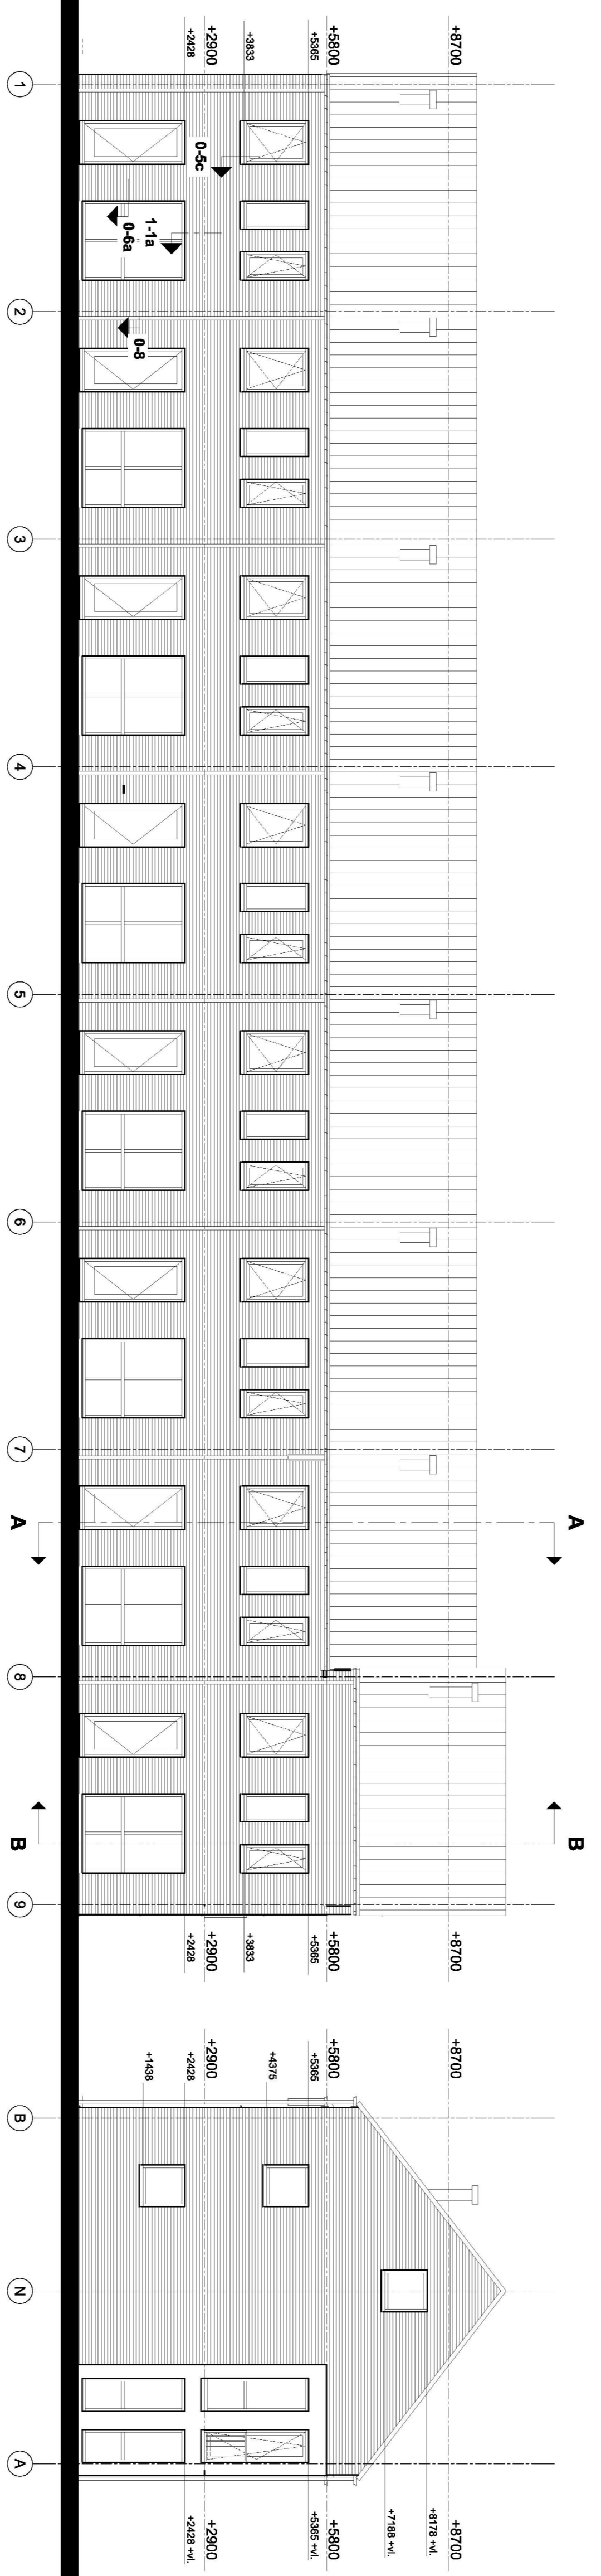 +8700
+5800
+5365
+3833
+2900
+2428
0-5c
1-1a
0-6a
0-8
A
B
+8700
+5800
+5365
+3833
+2900
+2428
A
B
1
2
3
4
5
6
7
8
9
+8700
+5800
+5365
+4375
+2900
+2428
+1438
+8700
+8178 +vl.
+7188 +vl.
+5800
+5365 +vl.
+2900
+2428 +vl.
B
N
A